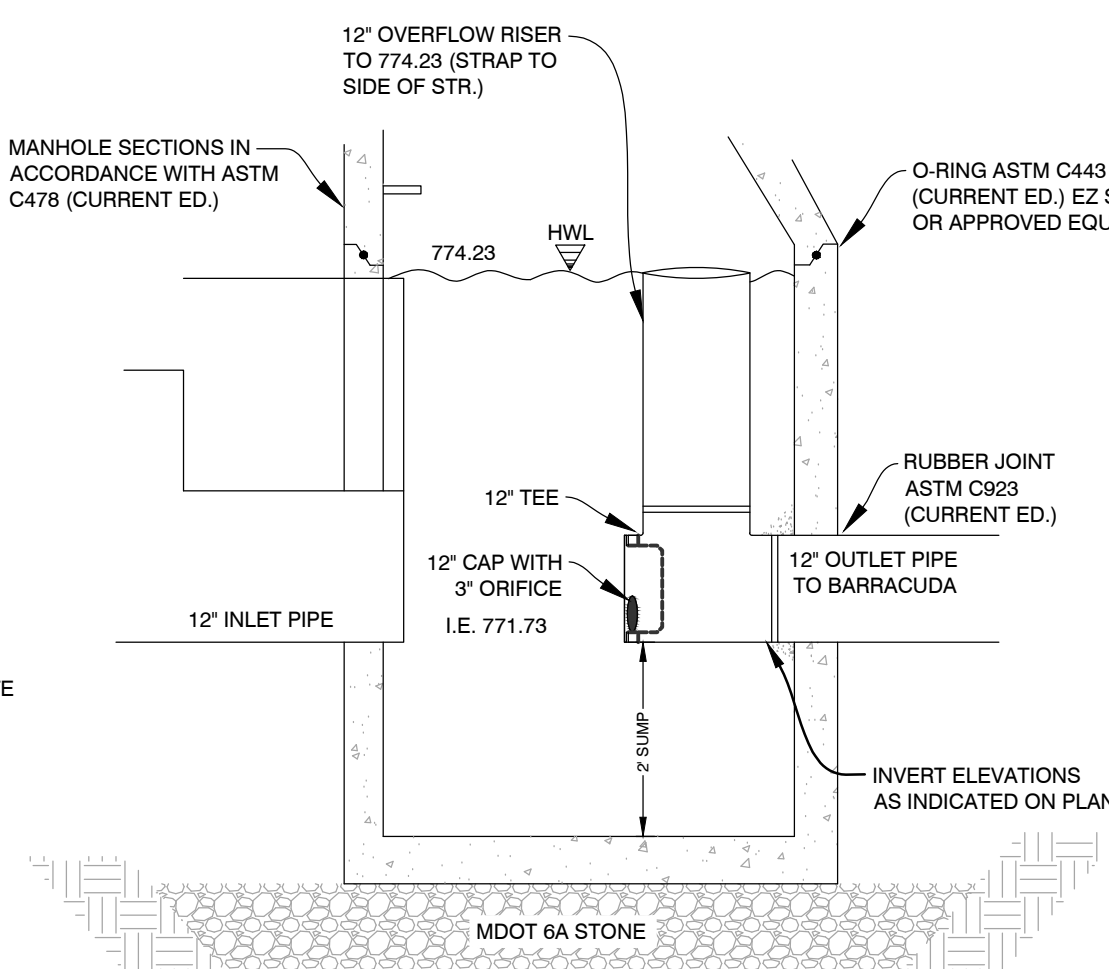 12" OVERFLOW RISER
TO 774.23 (STRAP TO
SIDE OF STR.)
MANHOLE SECTIONS IN
ACCORDANCE WITH ASTM
C478 (CURRENT ED.)
O-RING ASTM C443
(CURRENT ED.) EZ S
OR APPROVED EQU
HWL
774.23
RUBBER JOINT
ASTM C923
(CURRENT ED.)
12" TEE
12" CAP WITH
3" ORIFICE
I.E. 771.73
12" OUTLET PIPE
TO BARRACUDA
12" INLET PIPE
TE
2' SUMP
INVERT ELEVATIONS
AS INDICATED ON PLAN
MDOT 6A STONE